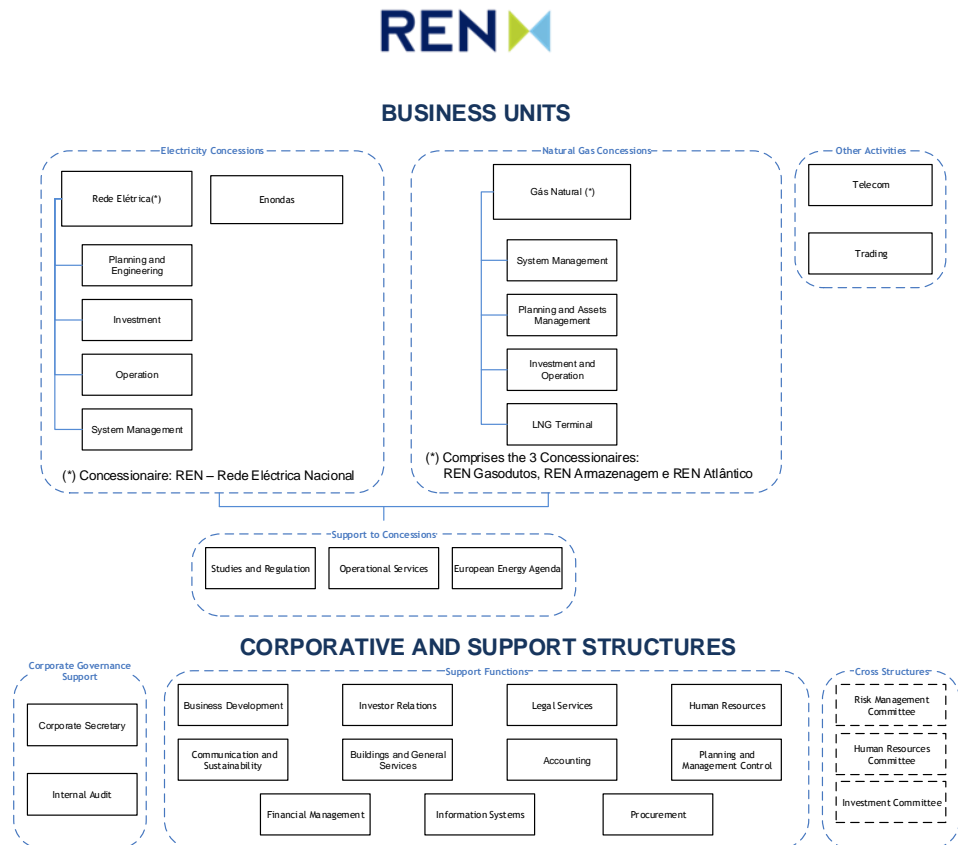 REN
BUSINESS UNITS
Electricity Concessions
Rede Elétrica(*)
Enondas
Planning and
Engineering
Investment
Operation
System Management
(*) Concessionaire: REN – Rede Eléctrica Nacional
Natural Gas Concessions
Gás Natural (*)
System Management
Planning and Assets
Management
Investment and
Operation
LNG Terminal
(*) Comprises the 3 Concessionaires:
REN Gasodutos, REN Armazenagem e REN Atlântico
Other Activities
Telecom
Trading
Support to Concessions
Studies and Regulation
Operational Services
European Energy Agenda
CORPORATIVE AND SUPPORT STRUCTURES
Corporate Governance
Support
Corporate Secretary
Internal Audit
Support Functions
Business Development
Investor Relations
Legal Services
Human Resources
Communication and
Sustainability
Buildings and General
Services
Accounting
Planning and
Management Control
Financial Management
Information Systems
Procurement
Cross Structures
Risk Management
Committee
Human Resources
Committee
Investment Committee